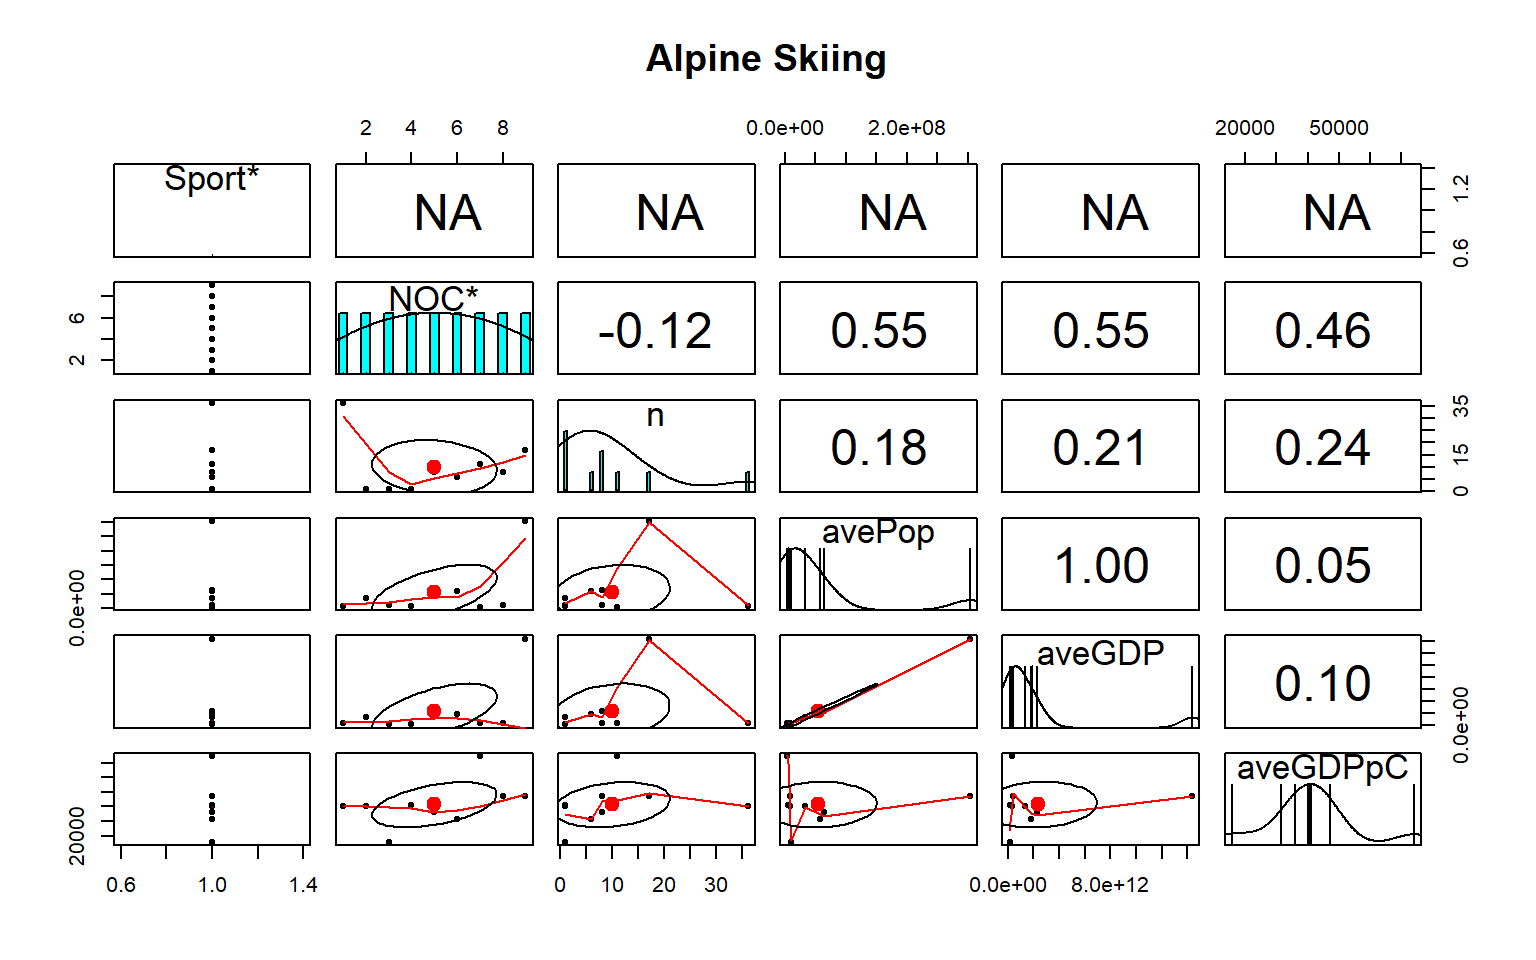 Alpine Skiing
2 4 6 8 0.0e+00 2.0e+08 20000 50000
Sport* NA NA NA NA NA 0.6 1.2
2 6 NOC* -0.12 0.55 0.55 0.46
n 0.18 0.21 0.24 0 15 35
0.0e+00 avePop 1.00 0.05
aveGDP 0.10 0.0e+00
20000 aveGDPpC
0.6 1.0 1.4 0 10 20 30 0.0e+00 8.0e+12